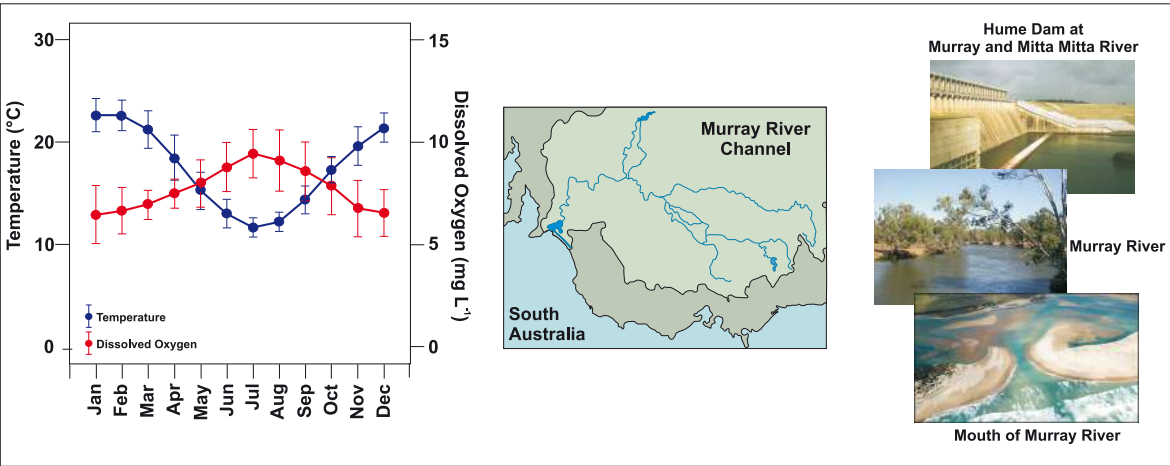 30
20
10
0
Temperature (°C)
15
10
5
0
Dissolved Oxygen (mg L⁻¹)
Temperature
Dissolved Oxygen
Jan
Feb
Mar
Apr
May
Jun
Jul
Aug
Sep
Oct
Nov
Dec
Murray River
Channel
South
Australia
Hume Dam at
Murray and Mitta Mitta River
Murray River
Mouth of Murray River